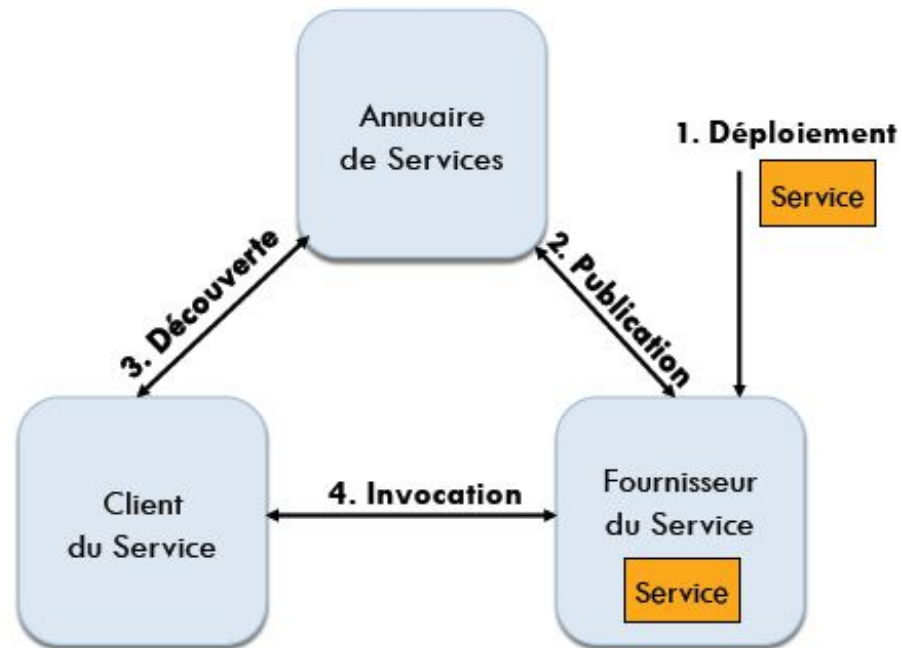 Annuaire
de Services
1. Déploiement
Service
2. Publication
3. Découverte
4. Invocation
Client
du Service
Fournisseur
du Service
Service